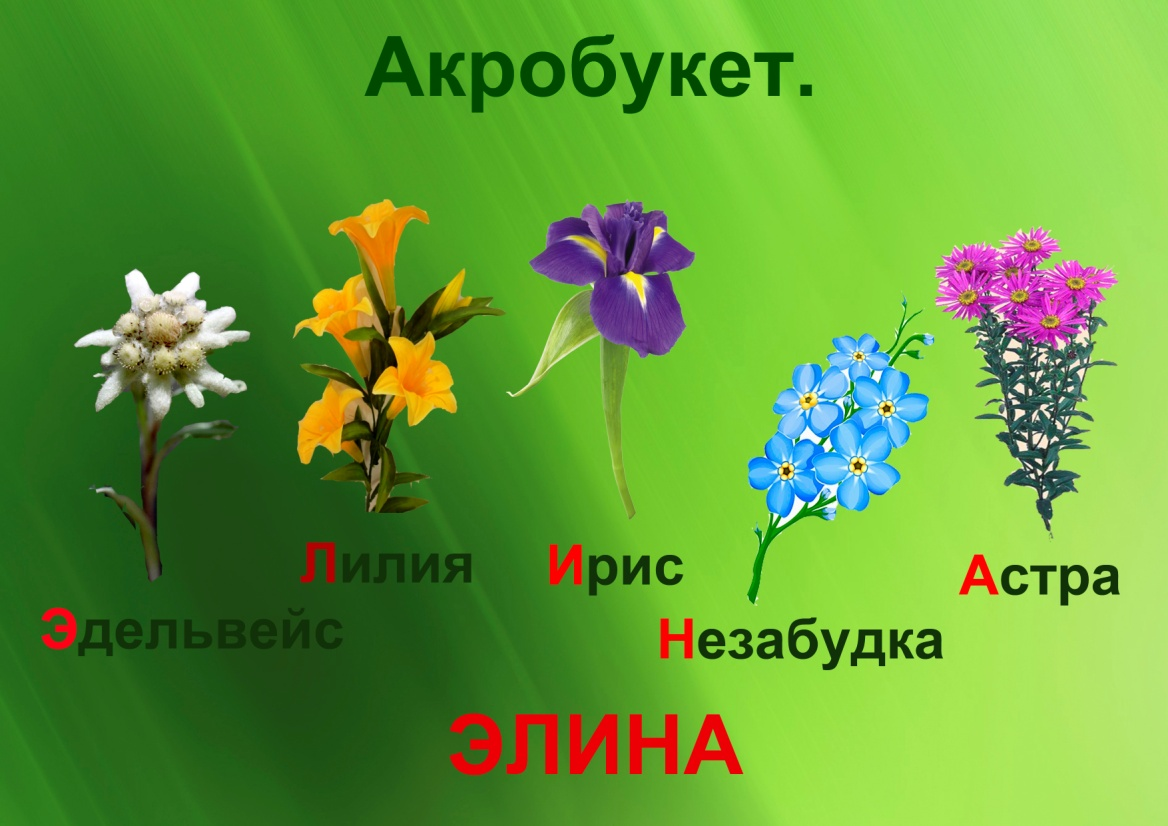 Акробукет.
Эдельвейс
Лилия
Ирис
Незабудка
Астра
ЭЛИНА